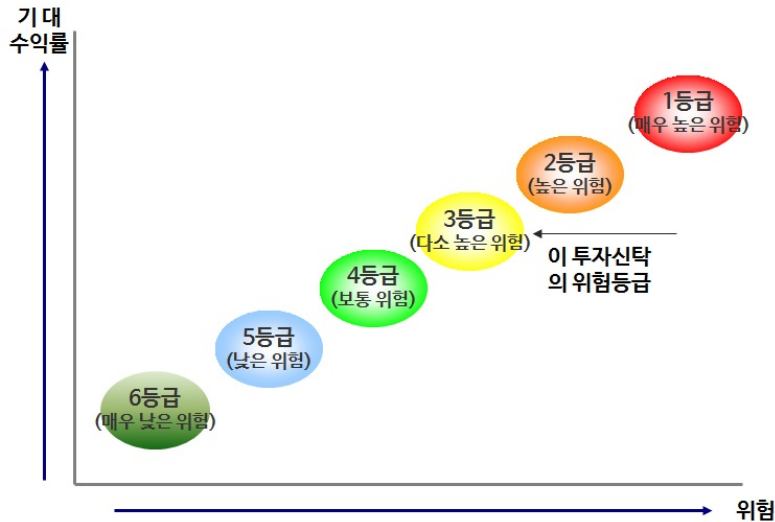 기 대
수익률
1등급
(매우 높은 위험)
2등급
(높은 위험)
3등급
(다소 높은 위험)
이 투자신탁
의 위험등급
4등급
(보통 위험)
5등급
(낮은 위험)
6등급
(매우 낮은 위험)
위험